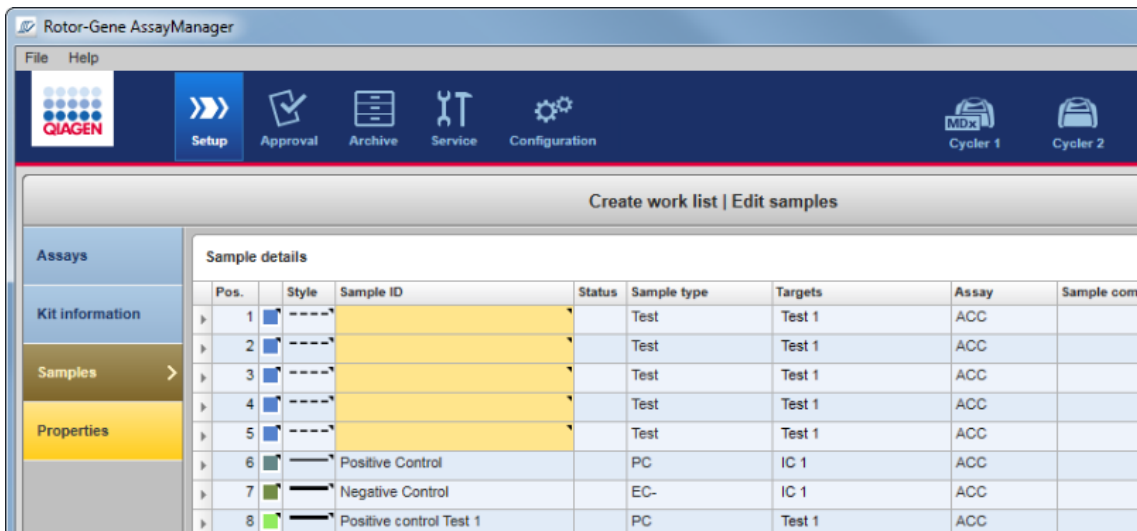 Rotor-Gene AssayManager
File Help
QIAGEN
Setup Approval Archive Service Configuration MDx Cycler 1 Cycler 2
Create work list | Edit samples
Assays
Kit information
Samples
Properties
Sample details
Pos. Style Sample ID Status Sample type Targets Assay Sample com
1 Test Test 1 ACC
2 Test Test 1 ACC
3 Test Test 1 ACC
4 Test Test 1 ACC
5 Test Test 1 ACC
6 Positive Control PC IC 1 ACC
7 Negative Control EC- IC 1 ACC
8 Positive control Test 1 PC Test 1 ACC